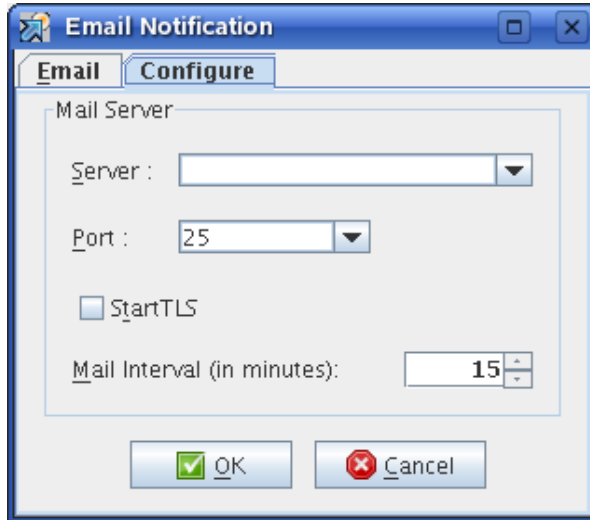 Email Notification
Email Configure
Mail Server
Server :
Port : 25
StartTLS
Mail Interval (in minutes): 15
OK Cancel